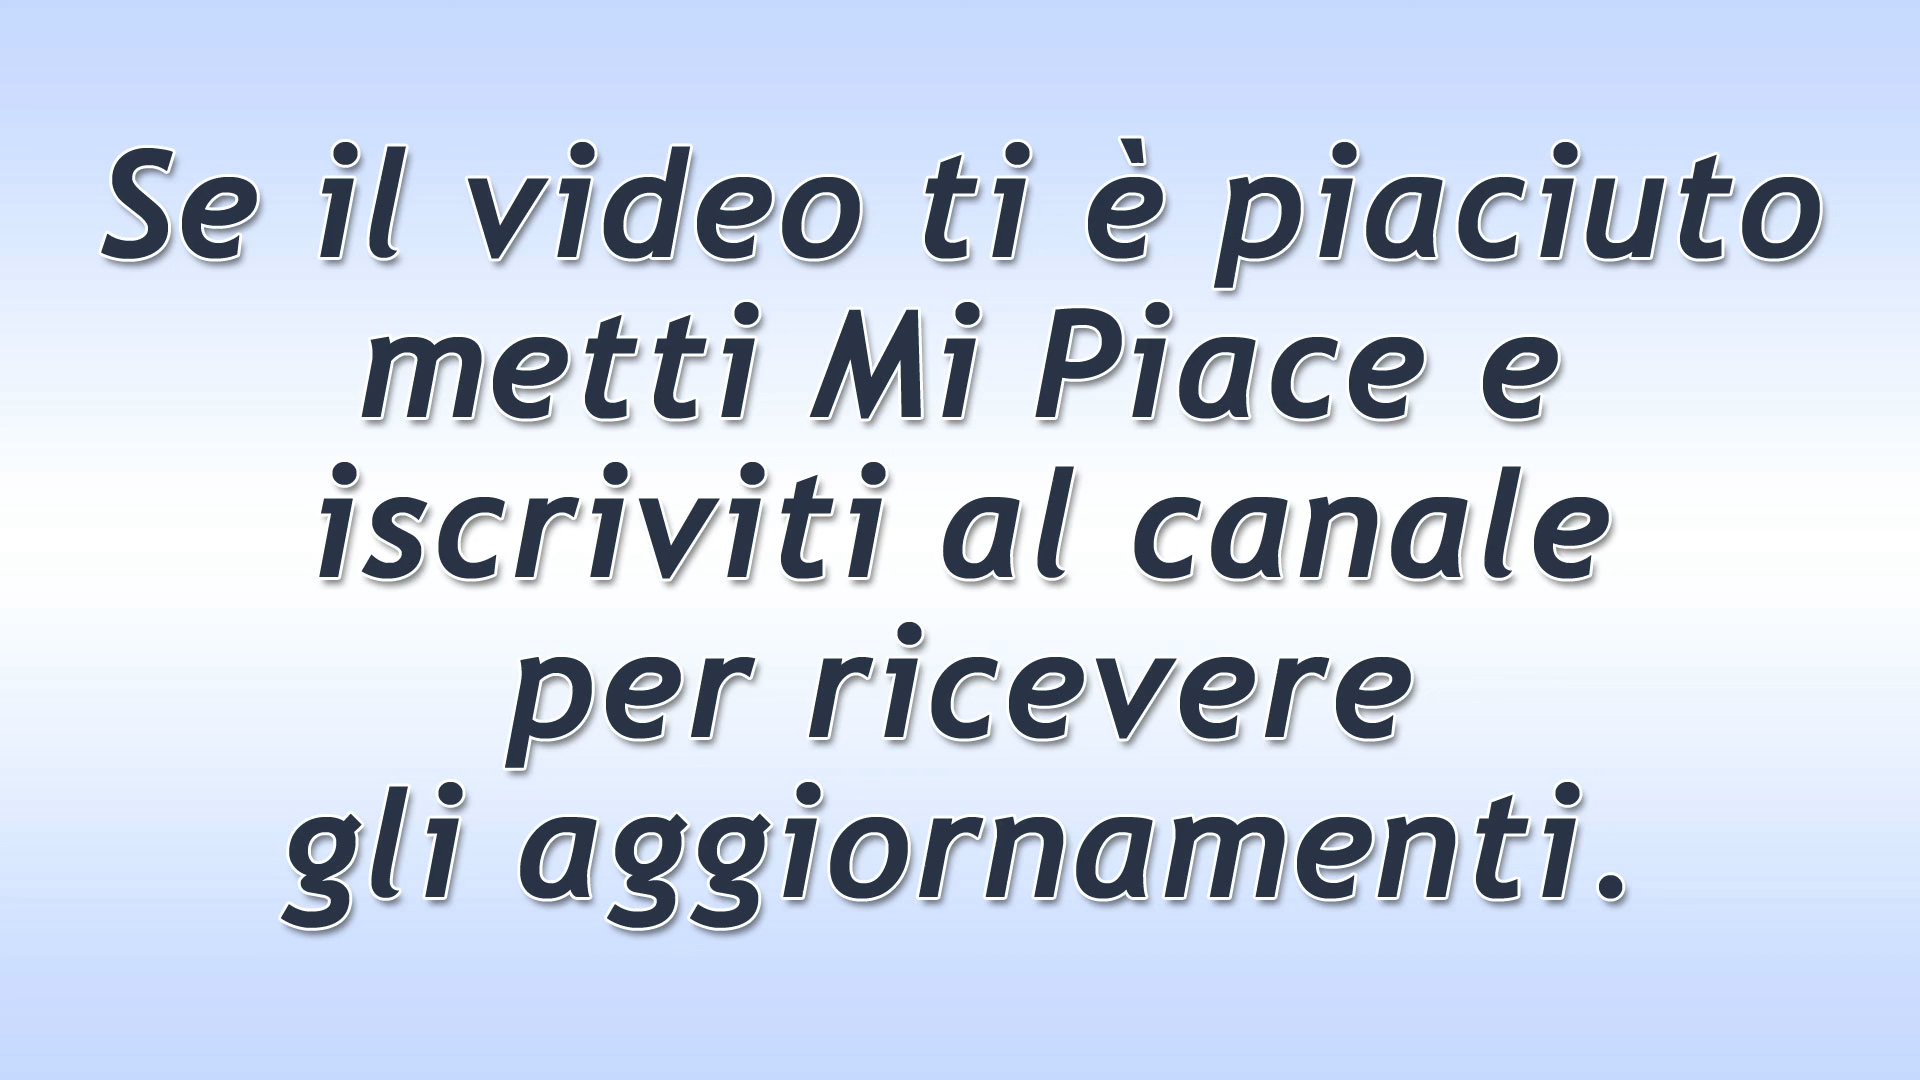 Se il video ti è piaciuto
metti Mi Piace e
iscriviti al canale
per ricevere
gli aggiornamenti.